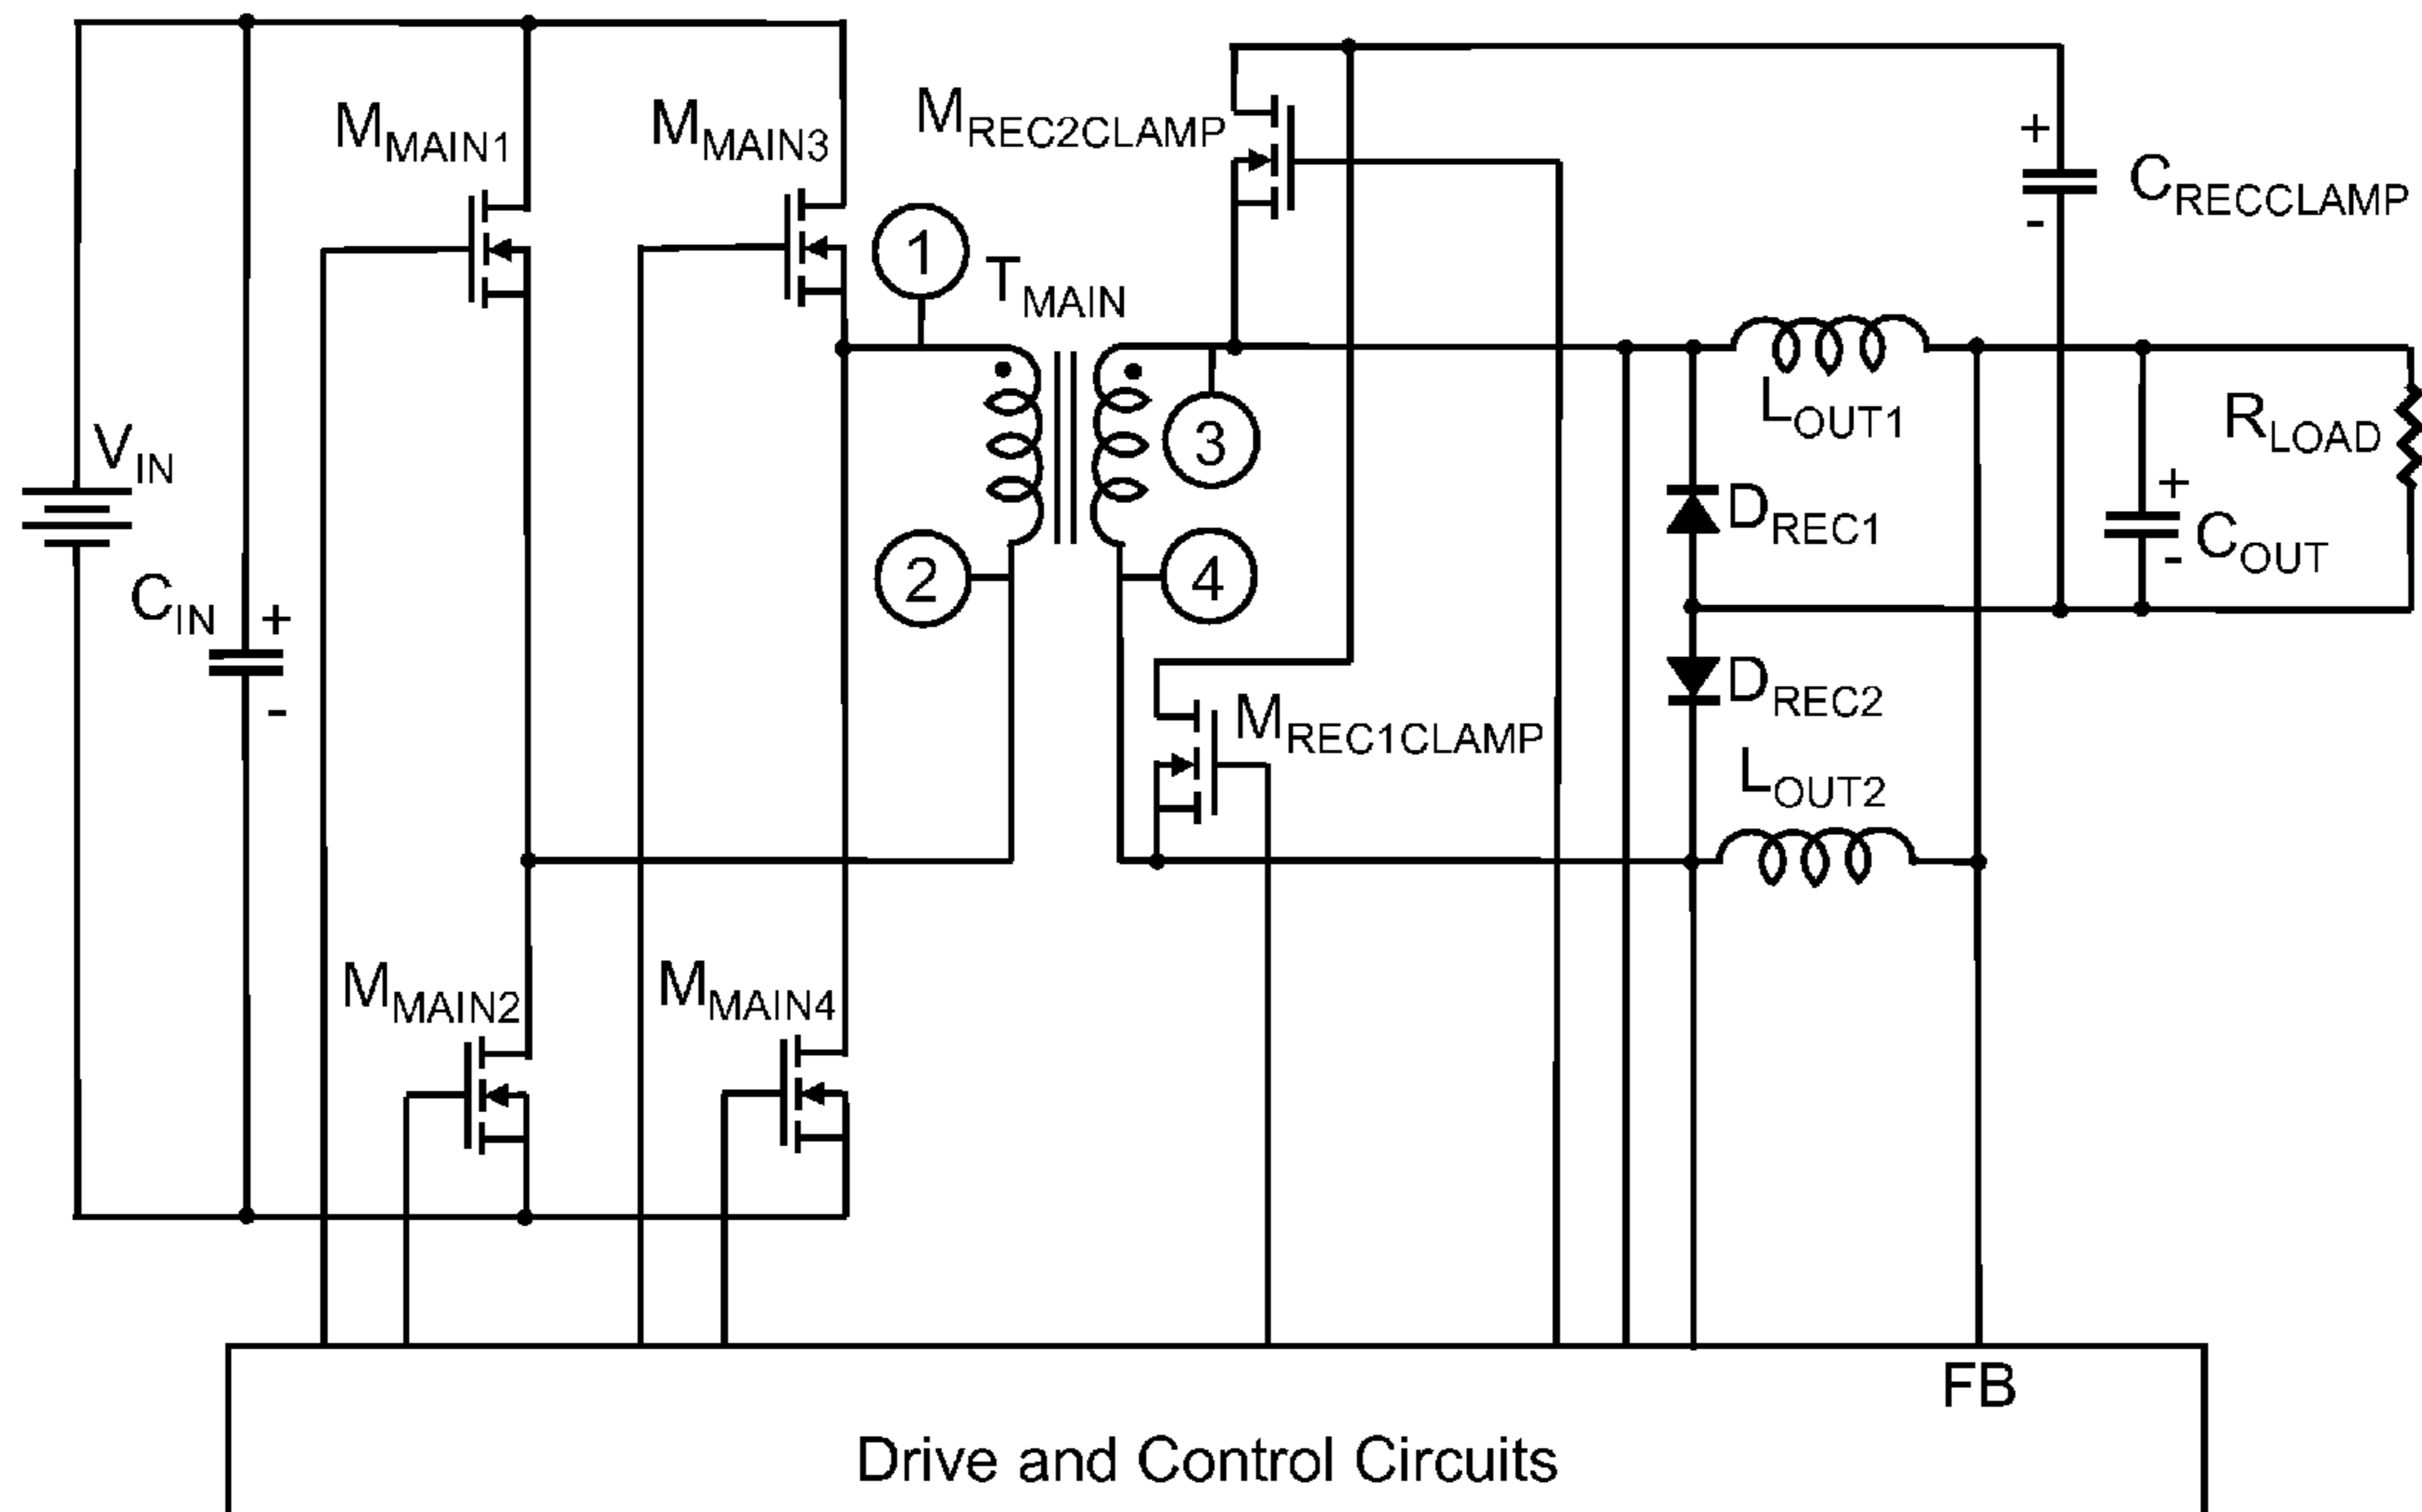 M_MAIN1
M_MAIN3
M_REC2CLAMP
+
C_RECCLAMP
-
1
T_MAIN
3
L_OUT1
R_LOAD
V_IN
D_REC1
+
C_OUT
-
2
4
C_IN
+
-
D_REC2
M_REC1CLAMP
L_OUT2
M_MAIN2
M_MAIN4
FB
Drive and Control Circuits